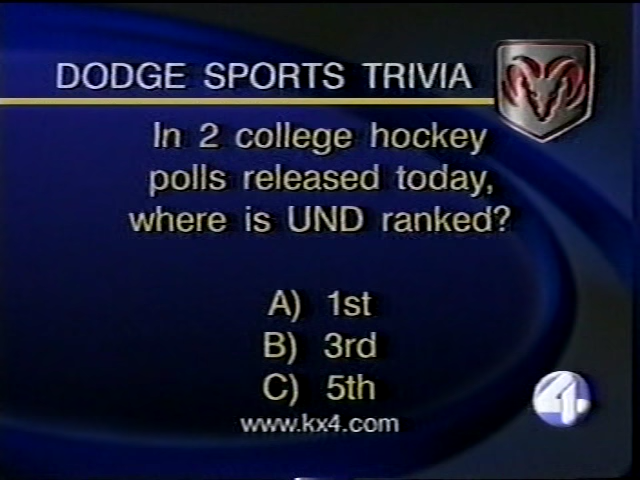 DODGE SPORTS TRIVIA
In 2 college hockey
polls released today,
where is UND ranked?
A) 1st
B) 3rd
C) 5th
www.kx4.com
4